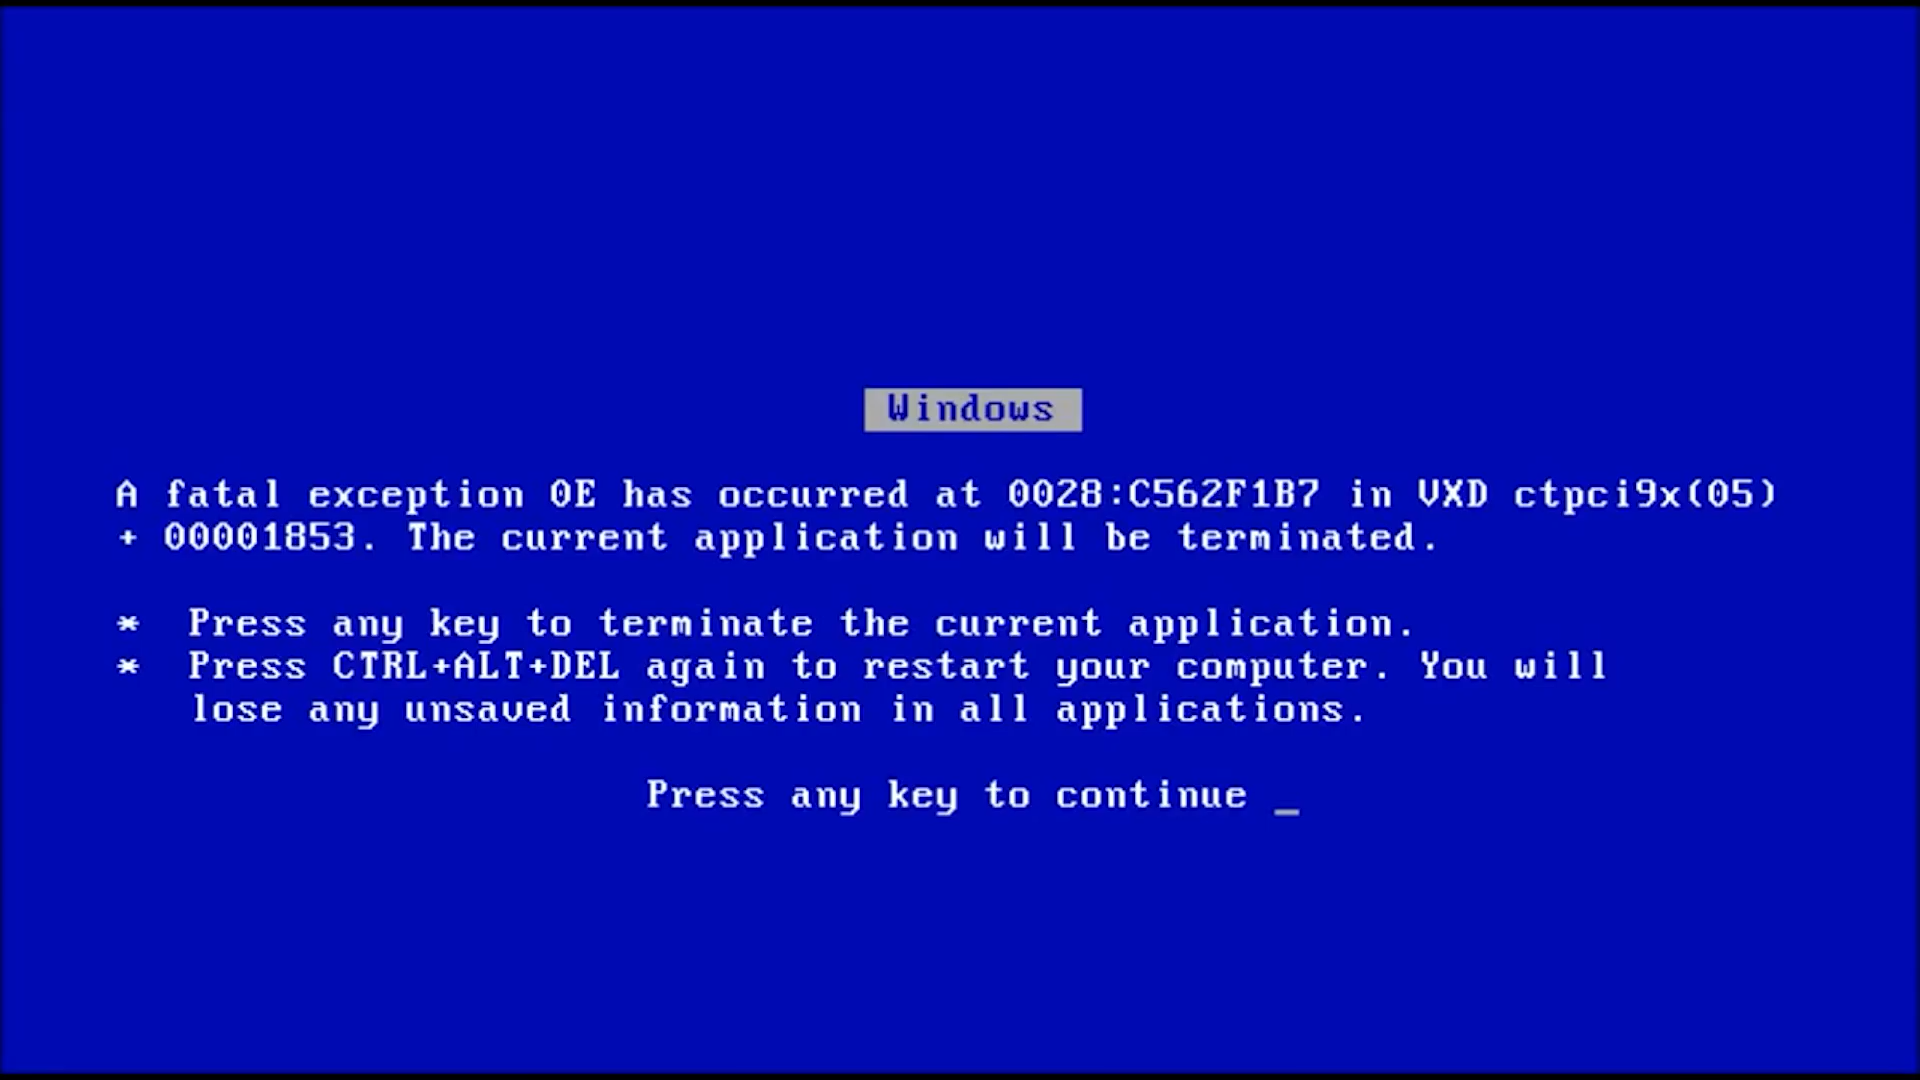 Windows
A fatal exception 0E has occurred at 0028:C562F1B7 in VXD ctpci9x(05)
+ 00001853. The current application will be terminated.
* Press any key to terminate the current application.
* Press CTRL+ALT+DEL again to restart your computer. You will
lose any unsaved information in all applications.
Press any key to continue _